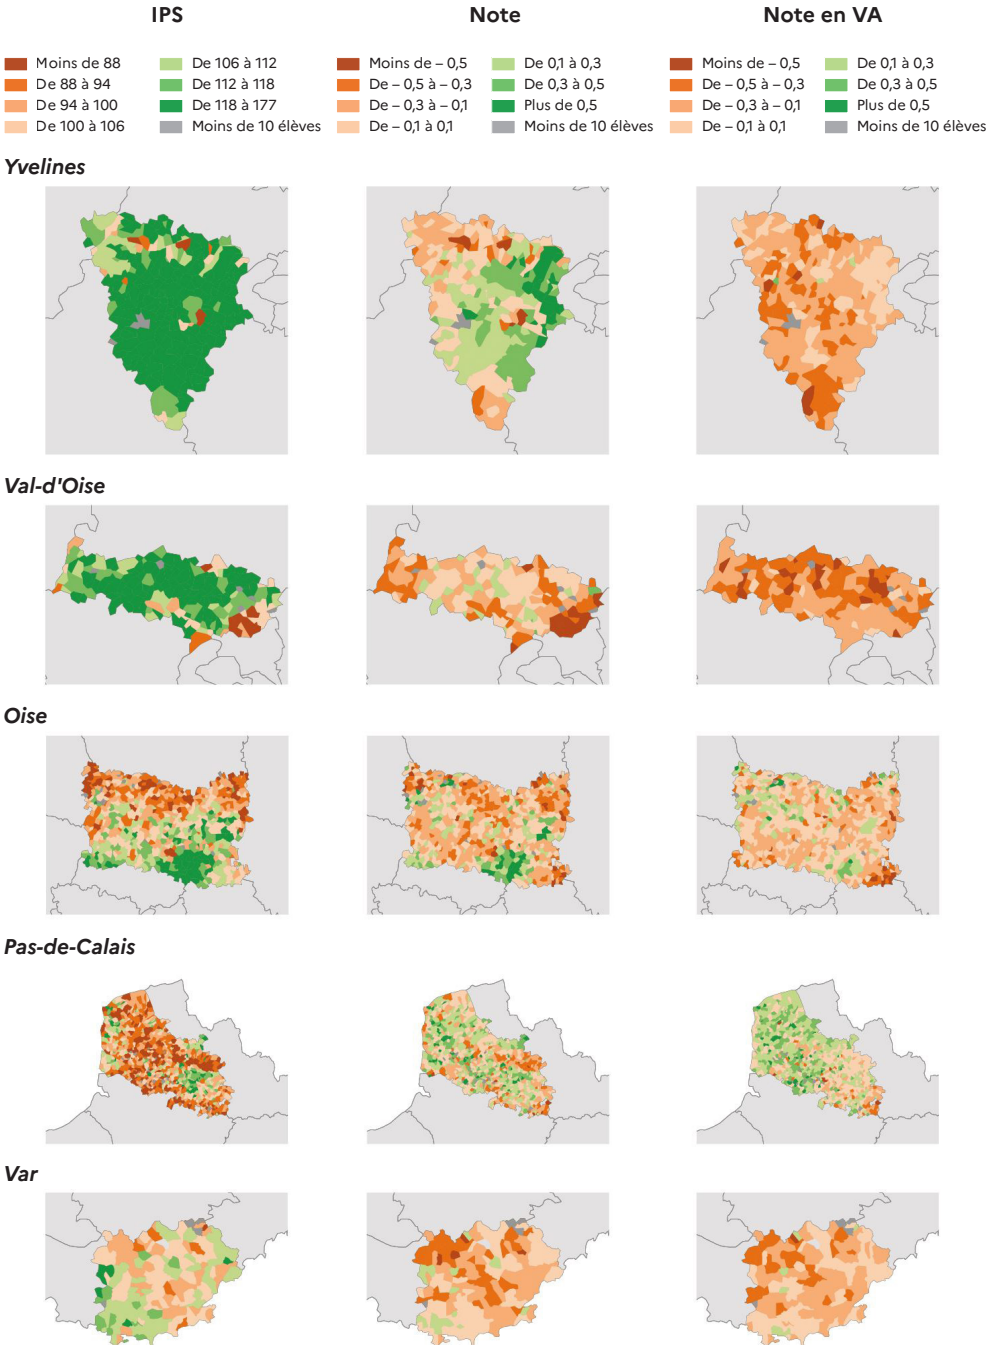 IPS
Note
Note en VA
Moins de 88
De 88 à 94
De 94 à 100
De 100 à 106
De 106 à 112
De 112 à 118
De 118 à 177
Moins de 10 élèves
Moins de – 0,5
De – 0,5 à – 0,3
De – 0,3 à – 0,1
De – 0,1 à 0,1
De 0,1 à 0,3
De 0,3 à 0,5
Plus de 0,5
Moins de 10 élèves
Moins de – 0,5
De – 0,5 à – 0,3
De – 0,3 à – 0,1
De – 0,1 à 0,1
De 0,1 à 0,3
De 0,3 à 0,5
Plus de 0,5
Moins de 10 élèves
Yvelines
Val-d'Oise
Oise
Pas-de-Calais
Var